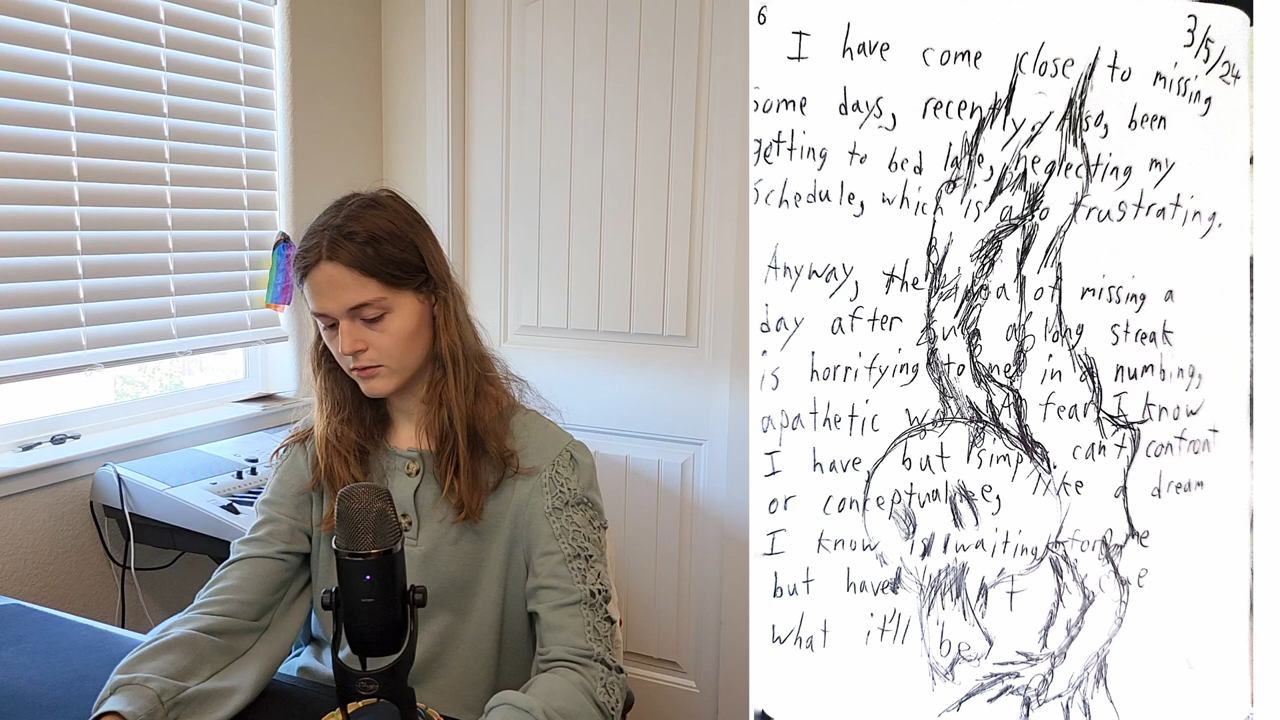 6
3/5/24
I have come close to missing
some days, recently. Also, been
getting to bed late, neglecting my
schedule, which is also frustrating.
Anyway, the idea of missing a
day after such a long streak
is horrifying to me in a numbing,
apathetic way. A fear I know
I have, but simply can't confront
or conceptualize, like a dream
I know is waiting for me
but have
what it'll be.